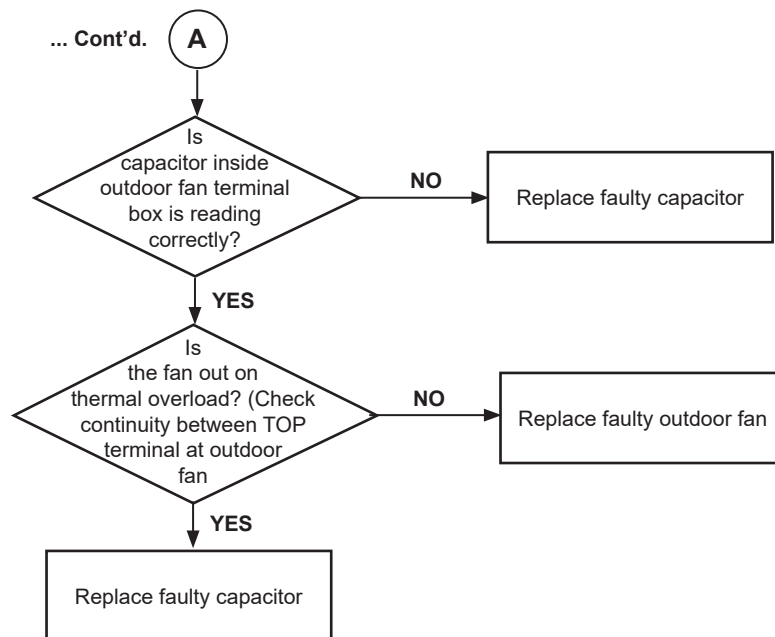 ... Cont’d.
A
Is
capacitor inside
outdoor fan terminal
box is reading
correctly?
NO
Replace faulty capacitor
YES
Is
the fan out on
thermal overload? (Check
continuity between TOP
terminal at outdoor
fan
NO
Replace faulty outdoor fan
YES
Replace faulty capacitor